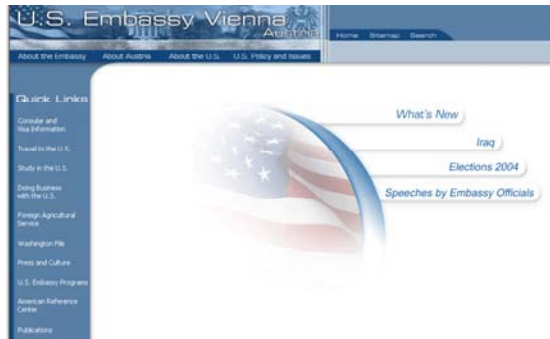 U.S. Embassy Vienna
Austria
Home Sitemap Search
About the Embassy About Austria About the U.S. U.S. Policy and Issues
Quick Links
Consular and
Visa Information
Travel to the U.S.
Study in the U.S.
Doing Business
with the U.S.
Foreign Agricultural
Service
Washington File
Press and Culture
U.S. Embassy Programs
American Reference
Center
Publications
What's New
Iraq
Elections 2004
Speeches by Embassy Officials